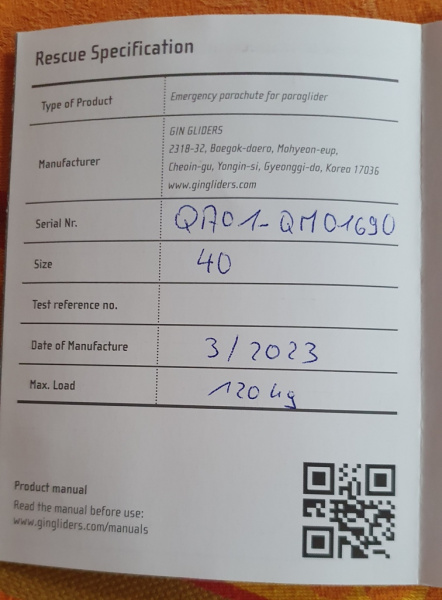 Rescue Specification
Type of Product Emergency parachute for paraglider
Manufacturer GIN GLIDERS
2318-32, Baegok-daero, Mohyeon-eup,
Cheoin-gu, Yongin-si, Gyeonggi-do, Korea 17036
www.gingliders.com
Serial Nr. QA01-QM01690
Size 40
Test reference no.
Date of Manufacture 3/2023
Max. Load 120 kg
Product manual
Read the manual before use:
www.gingliders.com/manuals